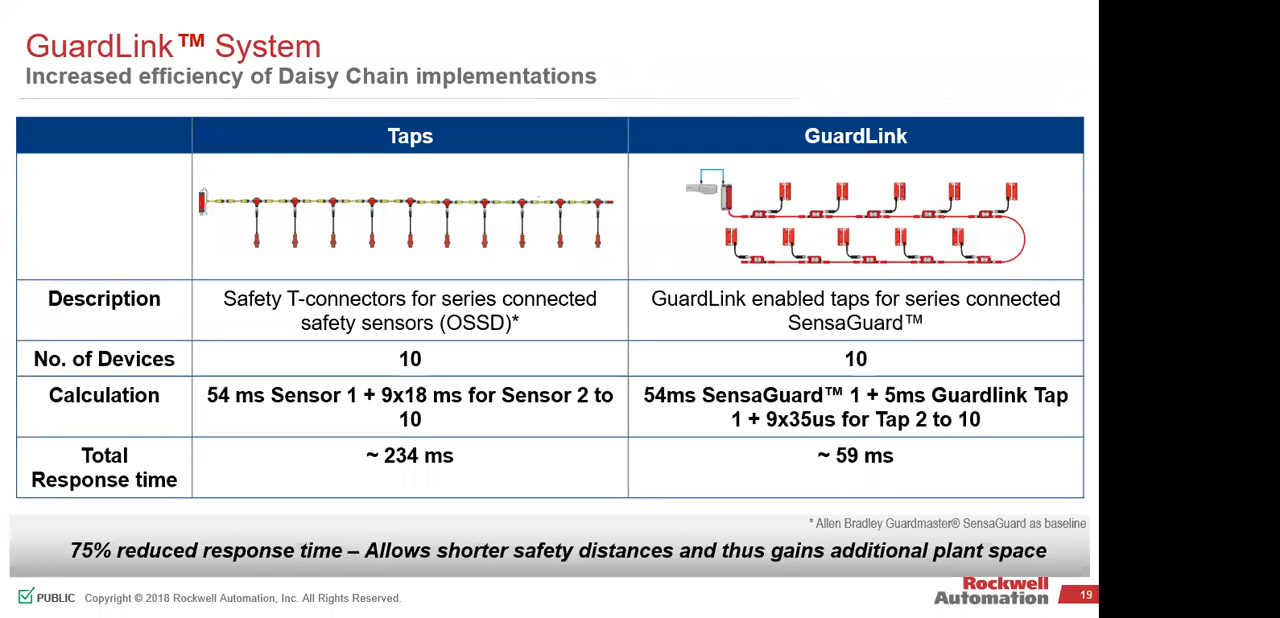 GuardLink™ System
Increased efficiency of Daisy Chain implementations
Taps
GuardLink
Description
Safety T-connectors for series connected
safety sensors (OSSD)*
GuardLink enabled taps for series connected
SensaGuard™
No. of Devices
10
10
Calculation
54 ms Sensor 1 + 9x18 ms for Sensor 2 to
10
54ms SensaGuard™ 1 + 5ms Guardlink Tap
1 + 9x35us for Tap 2 to 10
Total
Response time
~ 234 ms
~ 59 ms
* Allen Bradley Guardmaster® SensaGuard as baseline
75% reduced response time – Allows shorter safety distances and thus gains additional plant space
PUBLIC
Copyright © 2018 Rockwell Automation, Inc. All Rights Reserved.
Rockwell
Automation
19